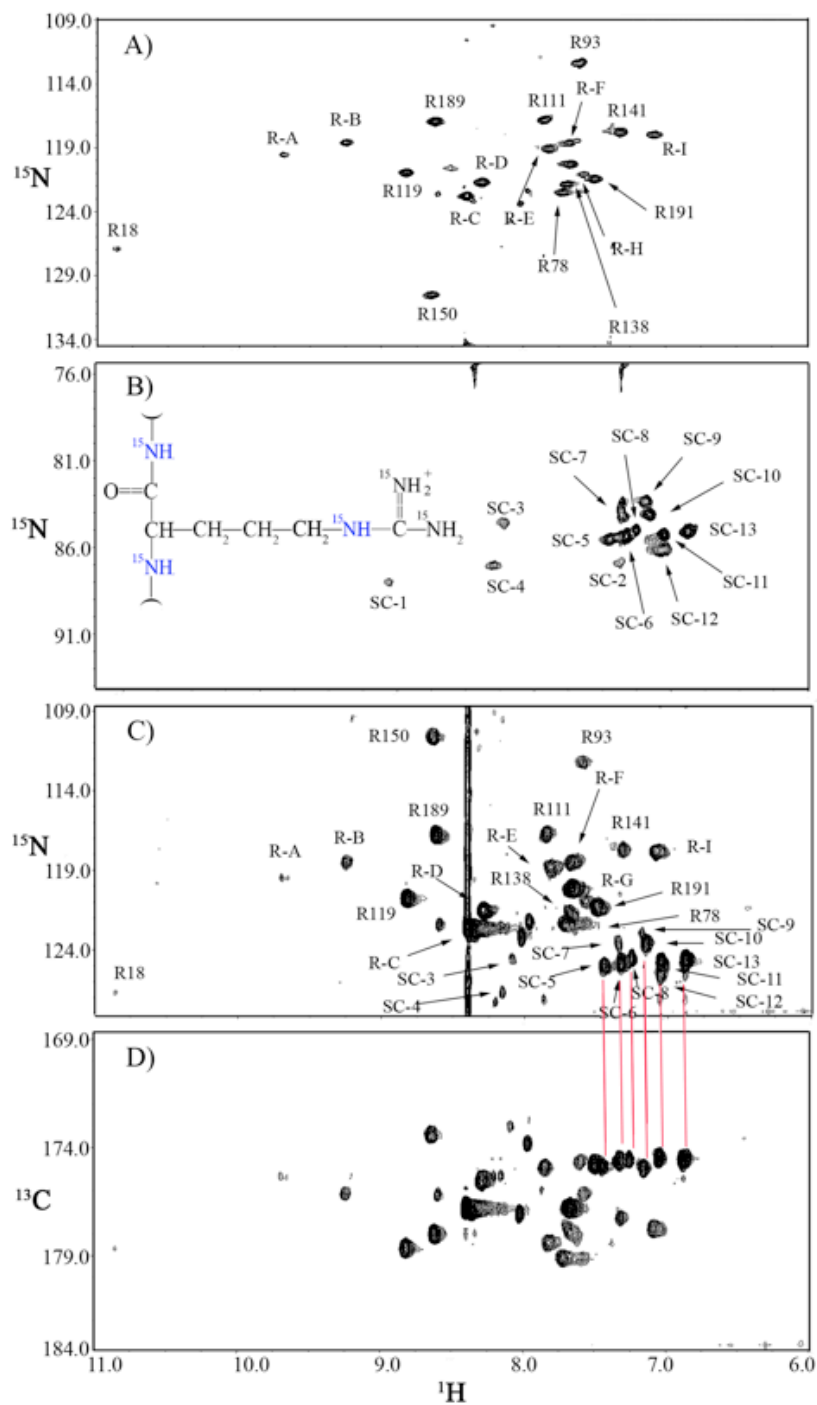 109.0
A)
R93
114.0
R-F
R189
R111
R141
R-B
R-A
119.0
R-I
15N
R-D
R119
124.0
R-C
R-E
R191
R-H
R18
R78
129.0
R150
R138
134.0
76.0
B)
15NH
SC-8
SC-9
81.0
15
NH2+
SC-7
SC-10
O=C
SC-3
15N
CH-CH2-CH2-CH2-15NH-C-15NH2
SC-5
SC-13
86.0
15NH
SC-2
SC-1
SC-4
SC-11
SC-6
SC-12
91.0
109.0
C)
R150
R93
R-F
114.0
R189
R111
R141
15N
R-B
R-E
R-I
R-A
R-D
119.0
R138
R-G
R191
R119
R78
SC-9
124.0
SC-7
SC-10
R-C
SC-3
SC-5
SC-13
R18
SC-8
SC-11
SC-4
SC-6
SC-12
169.0
D)
174.0
13C
179.0
184.0
11.0 10.0 9.0 8.0 7.0 6.0
1H